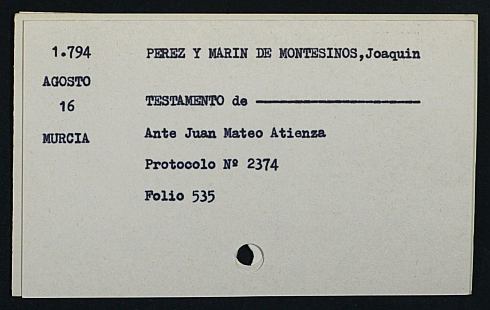 1.794
AGOSTO
16
MURCIA
PEREZ Y MARIN DE MONTESINOS,Joaquin
TESTAMENTO de ————————————
Ante Juan Mateo Atienza
Protocolo Nº 2374
Folio 535